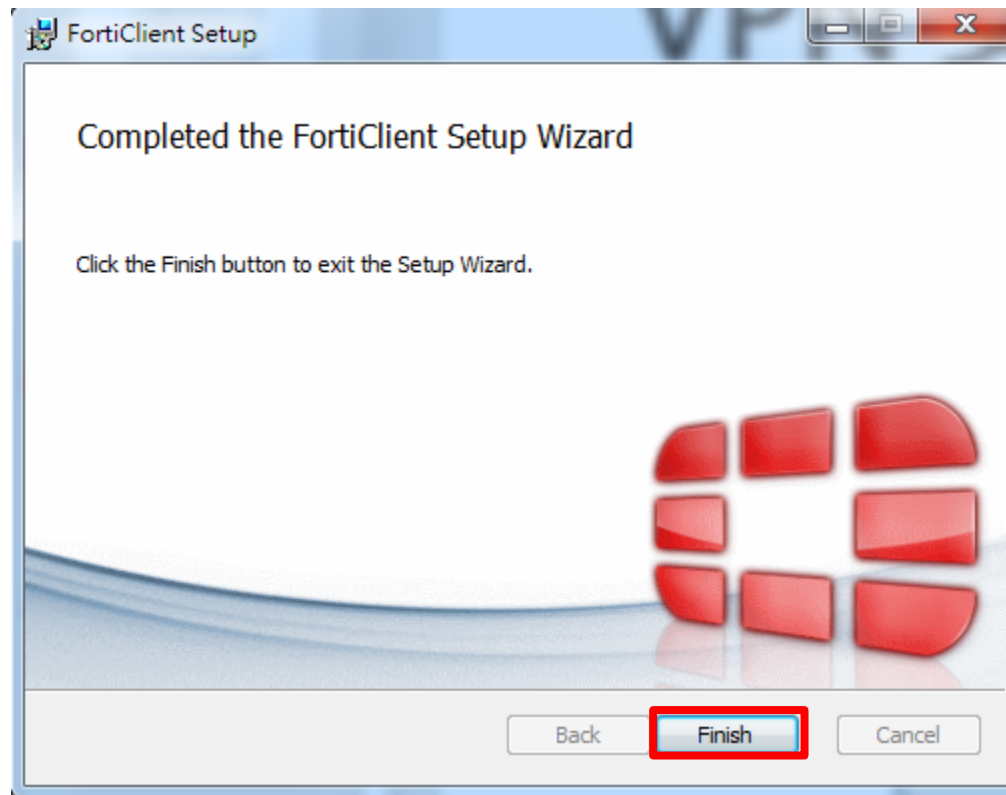 FortiClient Setup
VPN
Completed the FortiClient Setup Wizard
Click the Finish button to exit the Setup Wizard.
Back
Finish
Cancel